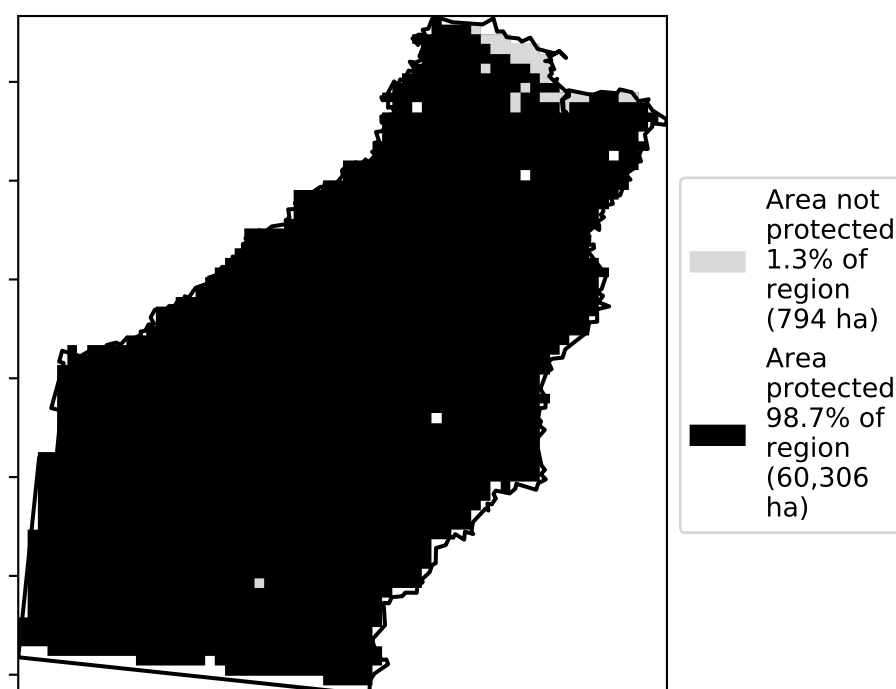 Area not
protected
1.3% of
region
(794 ha)
Area
protected
98.7% of
region
(60,306
ha)